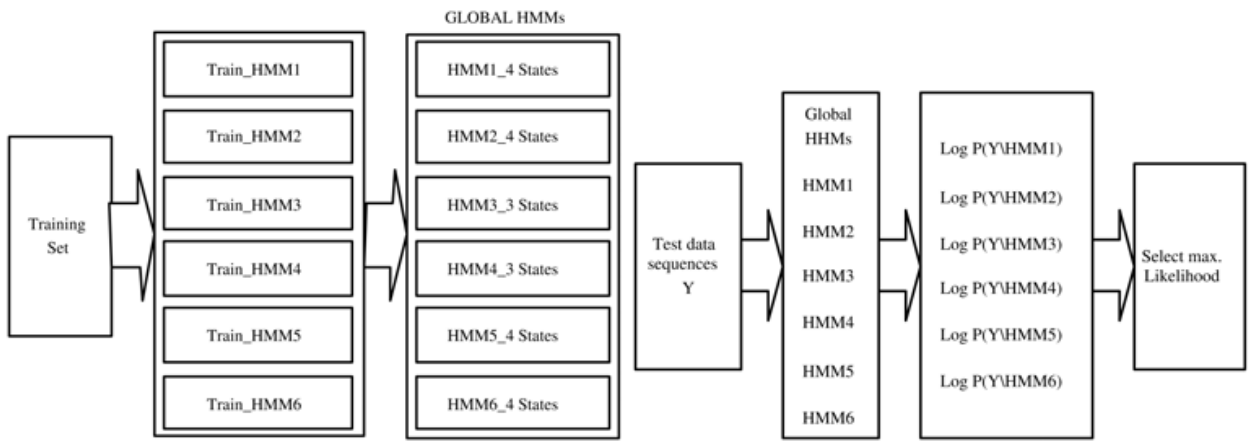 GLOBAL HMMs
Training
Set
Train_HMM1
Train_HMM2
Train_HMM3
Train_HMM4
Train_HMM5
Train_HMM6
HMM1_4 States
HMM2_4 States
HMM3_3 States
HMM4_3 States
HMM5_4 States
HMM6_4 States
Test data
sequences
Y
Global
HHMs
HMM1
HMM2
HMM3
HMM4
HMM5
HMM6
Log P(Y\HMM1)
Log P(Y\HMM2)
Log P(Y\HMM3)
Log P(Y\HMM4)
Log P(Y\HMM5)
Log P(Y\HMM6)
Select max.
Likelihood